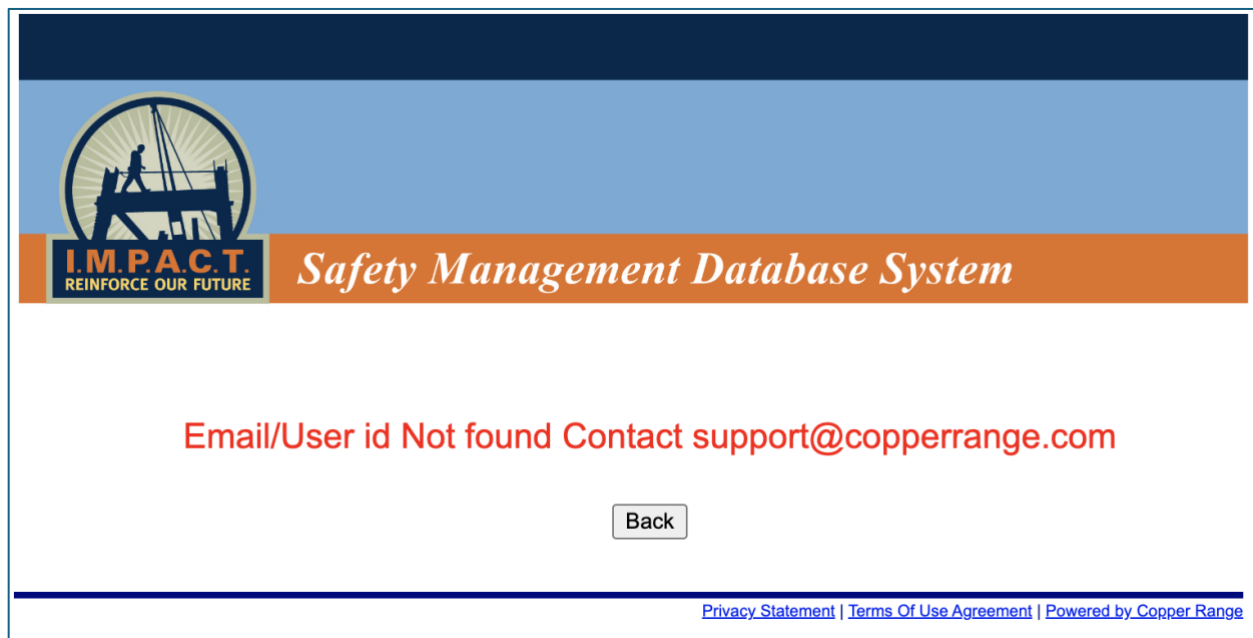 I.M.P.A.C.T.
REINFORCE OUR FUTURE
Safety Management Database System
Email/User id Not found Contact support@copperrange.com
Back
Privacy Statement | Terms Of Use Agreement | Powered by Copper Range